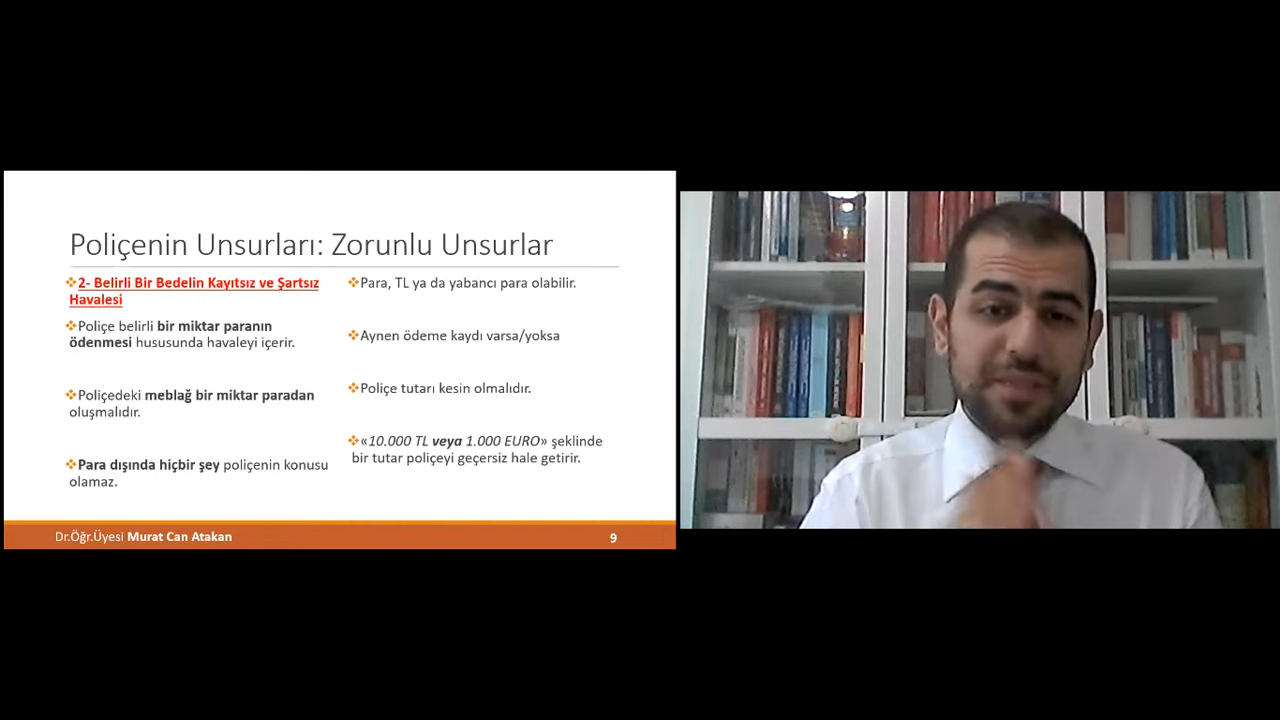 Poliçenin Unsurları: Zorunlu Unsurlar
❖2- Belirli Bir Bedelin Kayıtsız ve Şartsız
Havalesi
❖Poliçe belirli bir miktar paranın
ödenmesi hususunda havaleyi içerir.
❖Poliçedeki meblağ bir miktar paradan
oluşmalıdır.
❖Para dışında hiçbir şey poliçenin konusu
olamaz.
❖Para, TL ya da yabancı para olabilir.
❖Aynen ödeme kaydı varsa/yoksa
❖Poliçe tutarı kesin olmalıdır.
❖«10.000 TL veya 1.000 EURO» şeklinde
bir tutar poliçeyi geçersiz hale getirir.
Dr.Öğr.Üyesi Murat Can Atakan
9